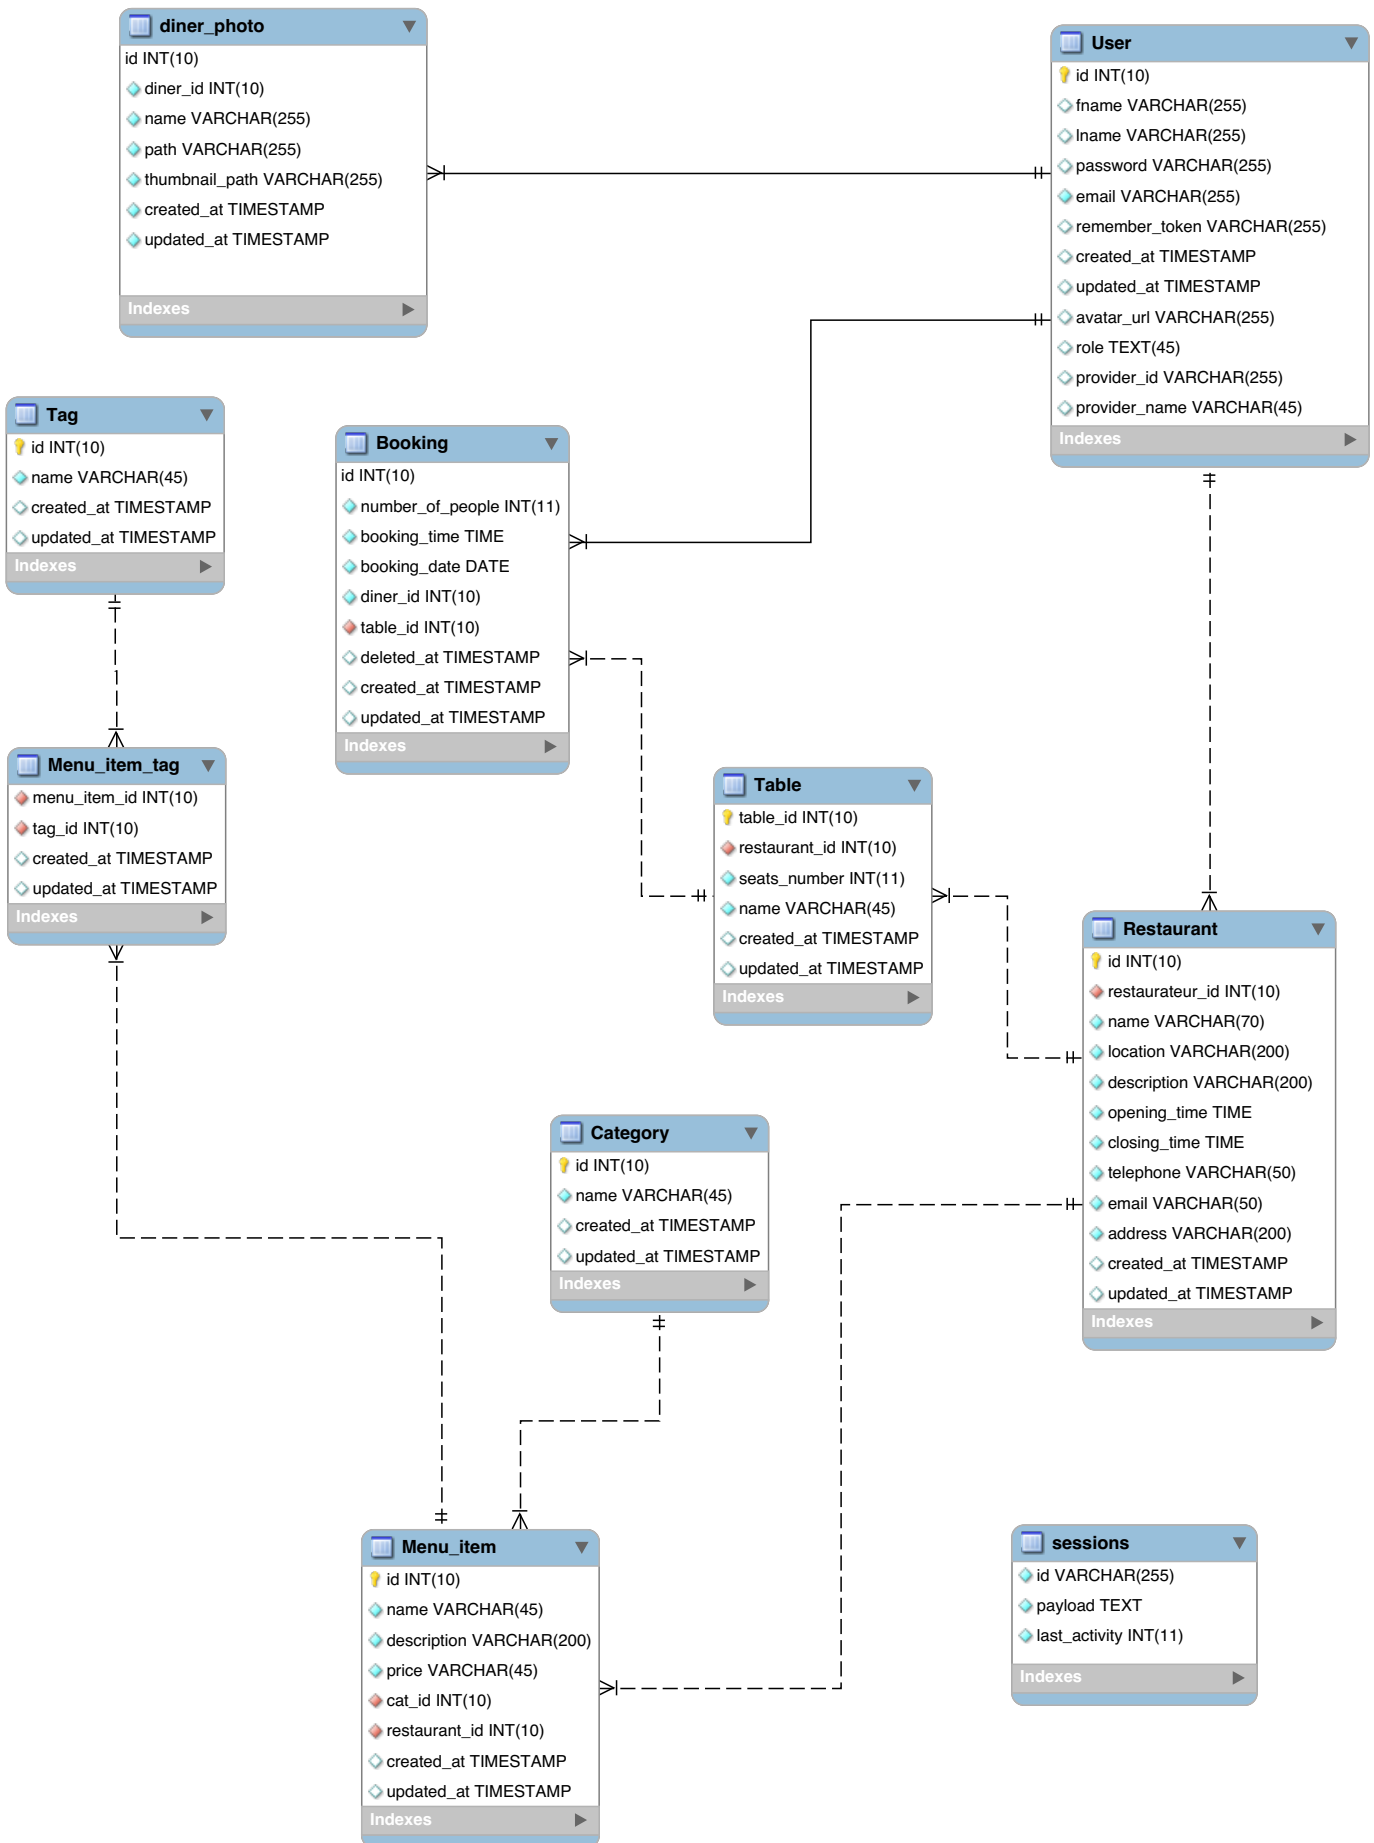 diner_photo
id INT(10)
diner_id INT(10)
name VARCHAR(255)
path VARCHAR(255)
thumbnail_path VARCHAR(255)
created_at TIMESTAMP
updated_at TIMESTAMP
Indexes
User
id INT(10)
fname VARCHAR(255)
lname VARCHAR(255)
password VARCHAR(255)
email VARCHAR(255)
remember_token VARCHAR(255)
created_at TIMESTAMP
updated_at TIMESTAMP
avatar_url VARCHAR(255)
role TEXT(45)
provider_id VARCHAR(255)
provider_name VARCHAR(45)
Indexes
Tag
id INT(10)
name VARCHAR(45)
created_at TIMESTAMP
updated_at TIMESTAMP
Indexes
Booking
id INT(10)
number_of_people INT(11)
booking_time TIME
booking_date DATE
diner_id INT(10)
table_id INT(10)
deleted_at TIMESTAMP
created_at TIMESTAMP
updated_at TIMESTAMP
Indexes
Menu_item_tag
menu_item_id INT(10)
tag_id INT(10)
created_at TIMESTAMP
updated_at TIMESTAMP
Indexes
Table
table_id INT(10)
restaurant_id INT(10)
seats_number INT(11)
name VARCHAR(45)
created_at TIMESTAMP
updated_at TIMESTAMP
Indexes
Restaurant
id INT(10)
restaurateur_id INT(10)
name VARCHAR(70)
location VARCHAR(200)
description VARCHAR(200)
opening_time TIME
closing_time TIME
telephone VARCHAR(50)
email VARCHAR(50)
address VARCHAR(200)
created_at TIMESTAMP
updated_at TIMESTAMP
Indexes
Category
id INT(10)
name VARCHAR(45)
created_at TIMESTAMP
updated_at TIMESTAMP
Indexes
Menu_item
id INT(10)
name VARCHAR(45)
description VARCHAR(200)
price VARCHAR(45)
cat_id INT(10)
restaurant_id INT(10)
created_at TIMESTAMP
updated_at TIMESTAMP
Indexes
sessions
id VARCHAR(255)
payload TEXT
last_activity INT(11)
Indexes